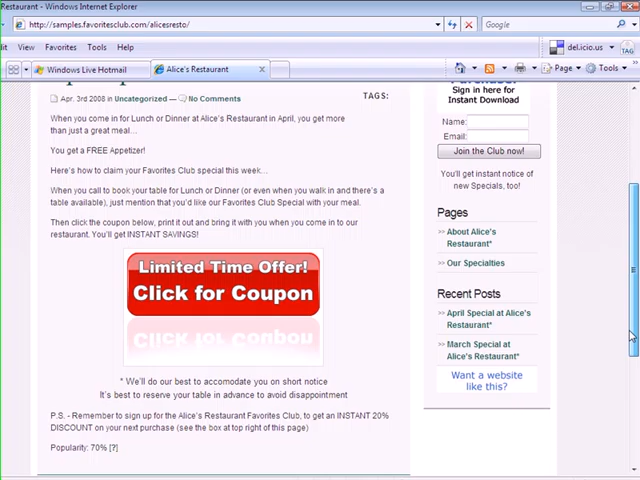 Restaurant - Windows Internet Explorer
http://samples.favoritesclub.com/alicesresto/
Google
View Favorites Tools Help
del.icio.us TAG
Windows Live Hotmail
Alice's Restaurant
Page Tools
Apr. 3rd 2008 in Uncategorized — No Comments
TAGS:
When you come in for Lunch or Dinner at Alice's Restaurant in April, you get more
than just a great meal...
You get a FREE Appetizer!
Here's how to claim your Favorites Club special this week...
When you call to book your table for Lunch or Dinner (or even when you walk in and there's a
table available), just mention that you'd like our Favorites Club Special with your meal.
Then click the coupon below, print it out and bring it with you when you come in to our
restaurant. You'll get INSTANT SAVINGS!
Limited Time Offer!
Click for Coupon
* We'll do our best to accomodate you on short notice
It's best to reserve your table in advance to avoid disappointment
P.S. - Remember to sign up for the Alice's Restaurant Favorites Club, to get an INSTANT 20%
DISCOUNT on your next purchase (see the box at top right of this page)
Popularity: 70% [?]
Sign in here for
Instant Download
Name:
Email:
Join the Club now!
You'll get instant notice
of new Specials, too!
Pages
>> About Alice's
Restaurant*
>> Our Specialties
Recent Posts
>> April Special at Alice's
Restaurant*
>> March Special at
Alice's Restaurant*
Want a website
like this?